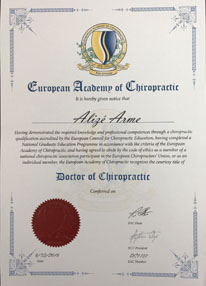 European Academy of Chiropractic
It is hereby given notice that
Alizé Arme
Having demonstrated the required knowledge and professional competences through a chiropractic
qualification accredited by the European Council for Chiropractic Education, having completed a
National Graduate Education Programme in accordance with the criteria of the European
Academy of Chiropractic and having agreed to abide by the code of ethics as a member of a
national chiropractic association participant in the European Chiropractors' Union, or as an
individual member, the European Academy of Chiropractic recognises the courtesy title of
Doctor of Chiropractic
Conferred on
Date